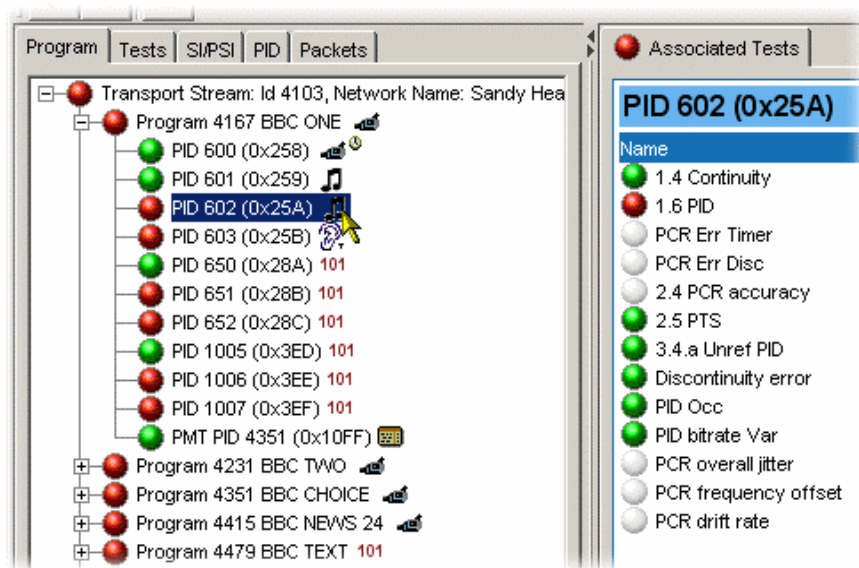 Program Tests SI/PSI PID Packets
Transport Stream: Id 4103, Network Name: Sandy Hea
Program 4167 BBC ONE
PID 600 (0x258)
PID 601 (0x259)
PID 602 (0x25A)
PID 603 (0x25B)
PID 650 (0x28A) 101
PID 651 (0x28B) 101
PID 652 (0x28C) 101
PID 1005 (0x3ED) 101
PID 1006 (0x3EE) 101
PID 1007 (0x3EF) 101
PMT PID 4351 (0x10FF)
Program 4231 BBC TWO
Program 4351 BBC CHOICE
Program 4415 BBC NEWS 24
Program 4479 BBC TEXT 101
Associated Tests
PID 602 (0x25A)
Name
1.4 Continuity
1.6 PID
PCR Err Timer
PCR Err Disc
2.4 PCR accuracy
2.5 PTS
3.4.a Unref PID
Discontinuity error
PID Occ
PID bitrate Var
PCR overall jitter
PCR frequency offset
PCR drift rate